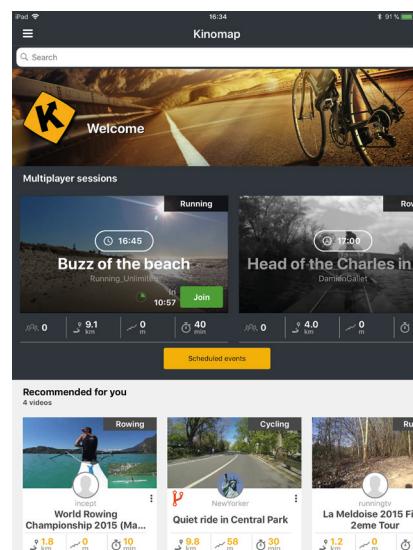 iPad 16:34 91 %
Kinomap
Search
K
Welcome
Multiplayer sessions
Running
16:45
Buzz of the beach
Running_Unlimited
In
10:57 Join
0 9.1 km 0 m 40 min
Row
17:00
Head of the Charles in
DamienGallet
0 4.0 km 0 m
Scheduled events
Recommended for you
4 videos
Rowing
incept
World Rowing
Championship 2015 (Ma...
1.8 km 0 m 10 min
Cycling
NewYorker
Quiet ride in Central Park
9.8 km 58 m 30 min
Ru
runningtv
La Meldoise 2015 Fi
2eme Tour
1.2 km 0 m